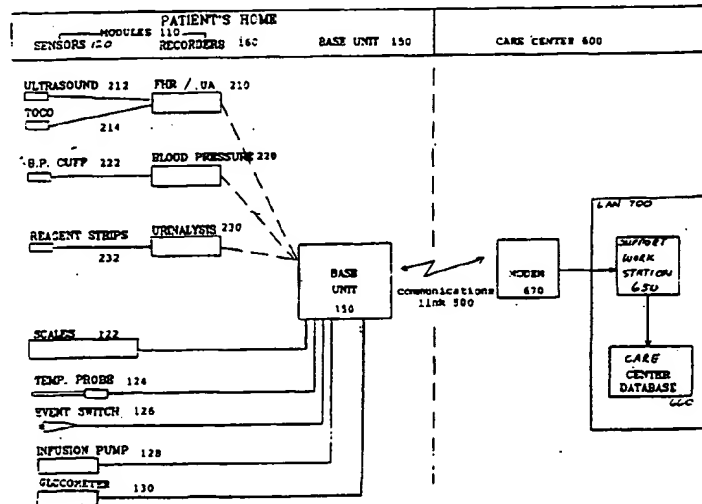 PATIENT'S HOME
MODULES 110
SENSORS 120 RECORDERS 160 BASE UNIT 150 CARE CENTER 600
ULTRASOUND 212 FHR / UA 210
TOCO
214
B.P. CUFF 222 BLOOD PRESSURE 220
REAGENT STRIPS URINALYSIS 230
232
BASE
UNIT
150
communications
link 500
MODEM
670
LAN 700
SUPPORT
WORK
STATION
650
SCALES 122
TEMP. PROBE 124
EVENT SWITCH 126
INFUSION PUMP 128
GLUCOMETER 130
CARE
CENTER
DATABASE
660